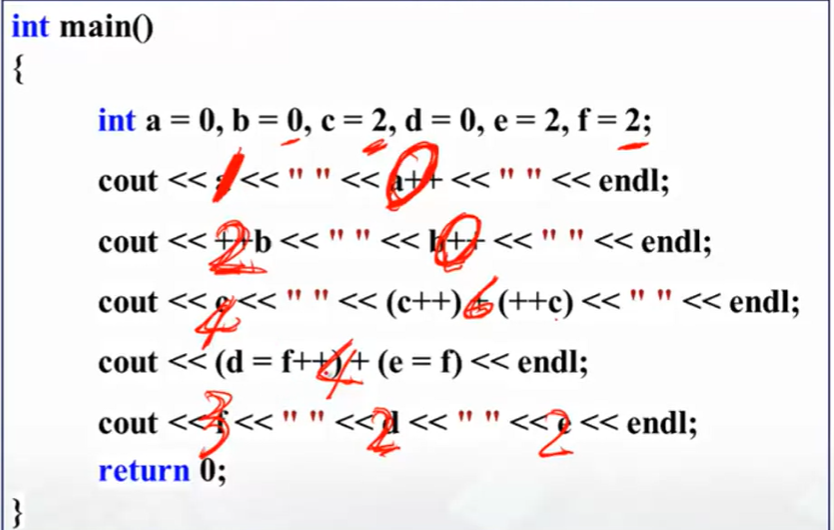 int main()
{
int a = 0, b = 0, c = 2, d = 0, e = 2, f = 2;
cout << 1 << " " << a++ 0 << " " << endl;
cout << ++b 2 << " " << b++ 0 << " " << endl;
cout << c 4 << " " << (c++) + 6 (++c) << " " << endl;
cout << (d = f++) 4 + (e = f) << endl;
cout << f 3 << " " << d 2 << " " << e 2 << endl;
return 0;
}